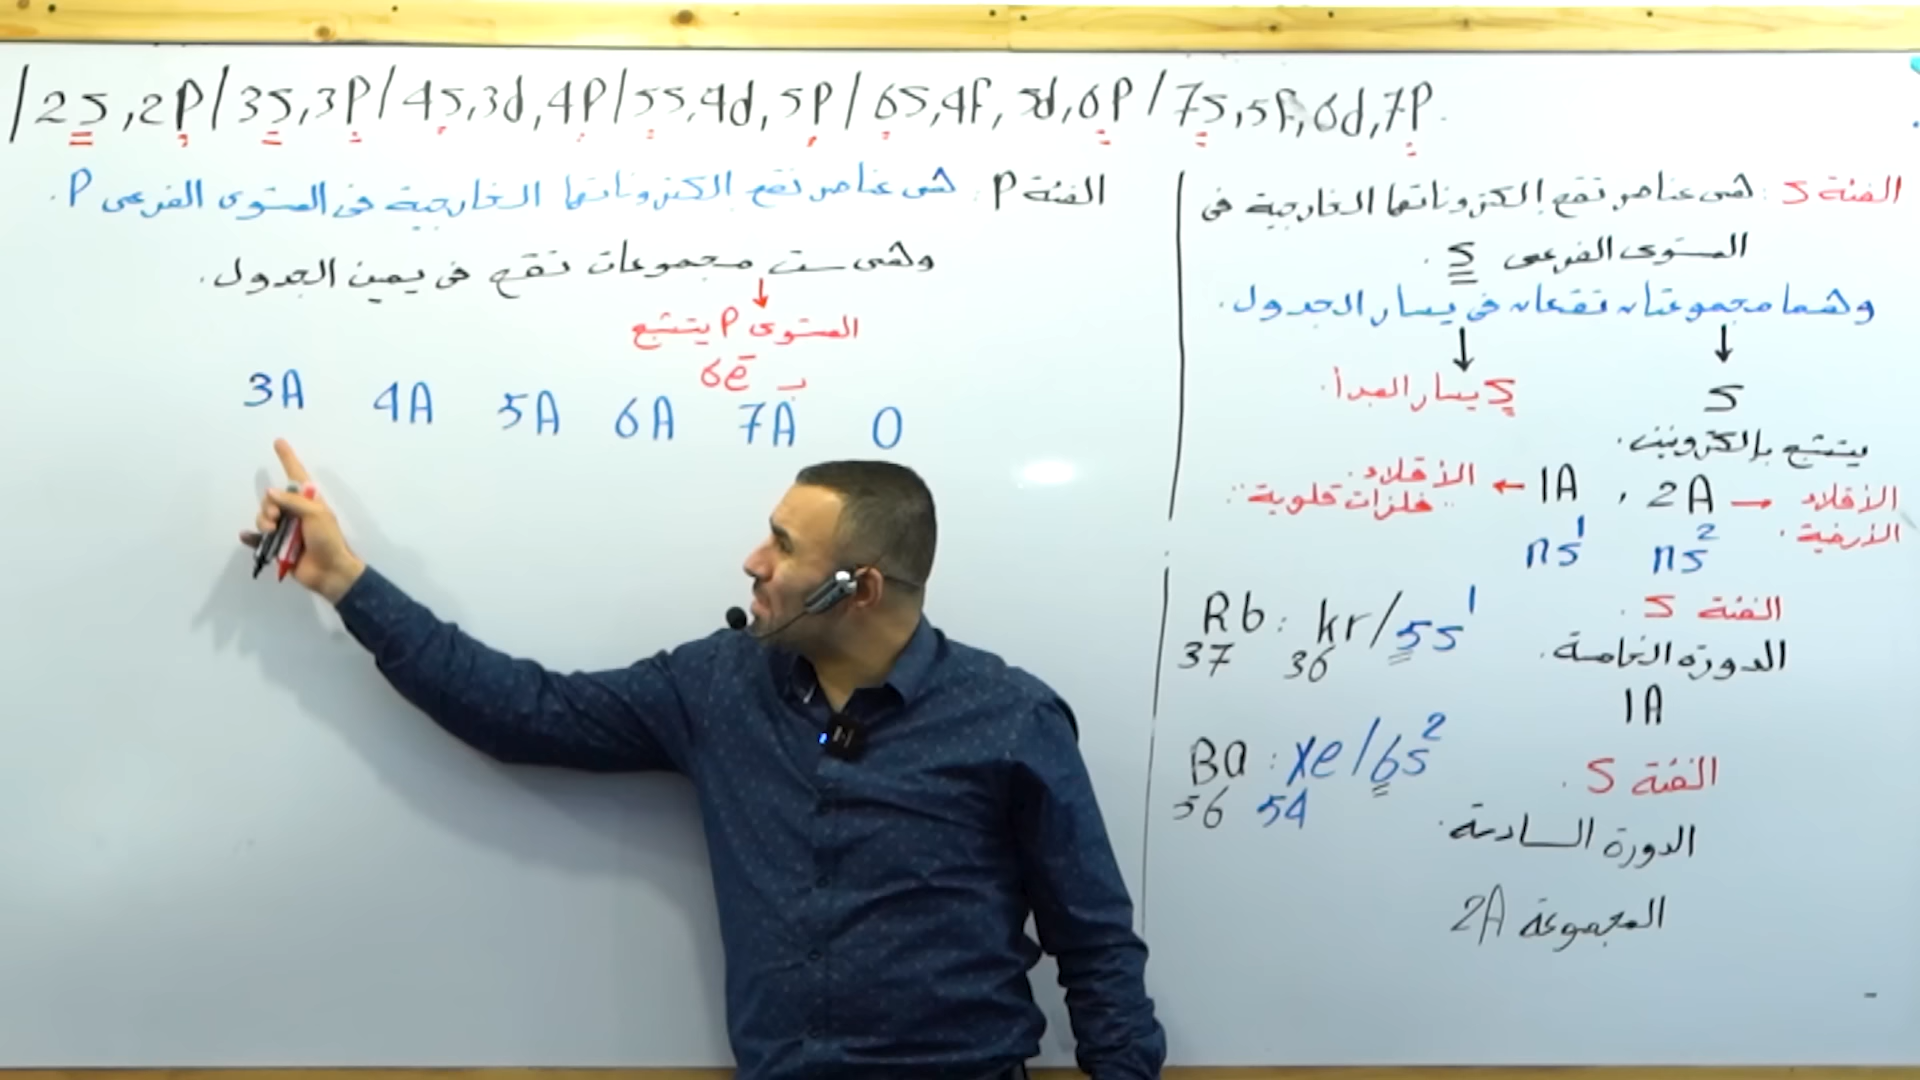 / 2s , 2P / 3s , 3P / 4s , 3d , 4P / 5s , 4d , 5P / 6s , 4f , 5d , 6P / 7s , 5f , 6d , 7P .
الفئة S : هي عناصر تقع إلكتروناتها الخارجية في
المستوى الفرعي S .
وهما مجموعتان تقعان في يسار الجدول .
↓ ↓
S يتشبع بإلكترونين .
S يسار المبدأ .
1A , 2A → الأقلاء الأرضية .
← الأقلاء . "فلزات قلوية"
ns¹ ns²
Rb : kr / 5s¹
37 36
الفئة S .
الدورة الخامسة .
1A
Ba : Xe / 6s²
56 54
الفئة S .
الدورة السادسة .
المجموعة 2A
الفئة P : هي عناصر تقع إلكتروناتها الخارجية في المستوى الفرعي P .
وهي ست مجموعات تقع في يمين الجدول .
↓
المستوى P يتشبع
بـ 6e⁻
3A 4A 5A 6A 7A 0